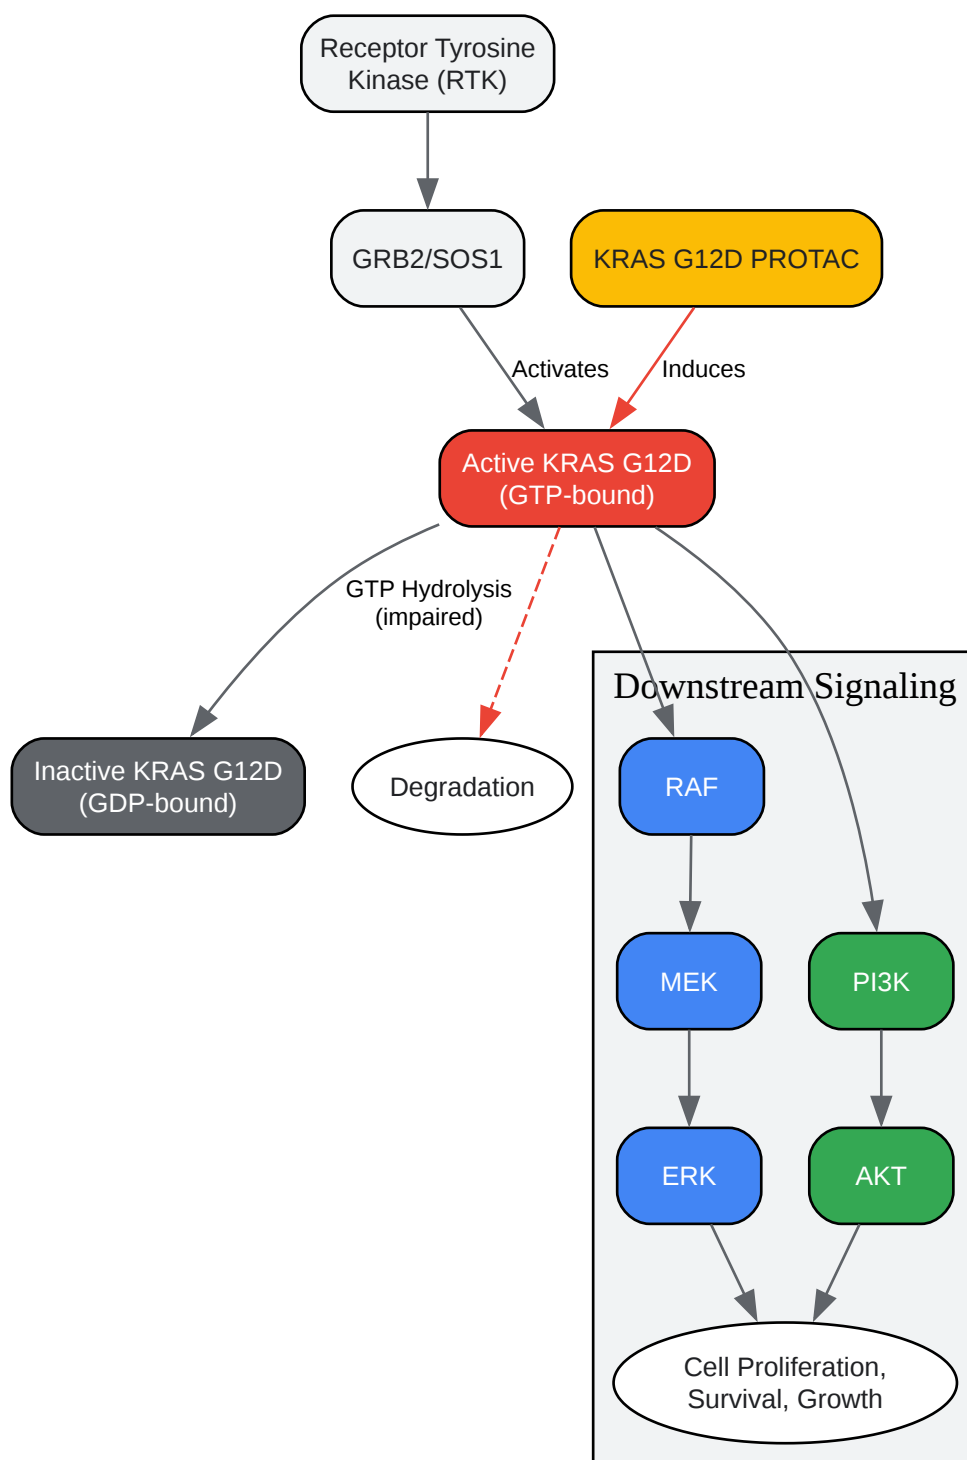 Receptor Tyrosine
Kinase (RTK)
GRB2/SOS1
KRAS G12D PROTAC
Activates
Induces
Active KRAS G12D
(GTP-bound)
GTP Hydrolysis
(impaired)
Downstream Signaling
Inactive KRAS G12D
(GDP-bound)
Degradation
RAF
MEK
PI3K
ERK
AKT
Cell Proliferation,
Survival, Growth